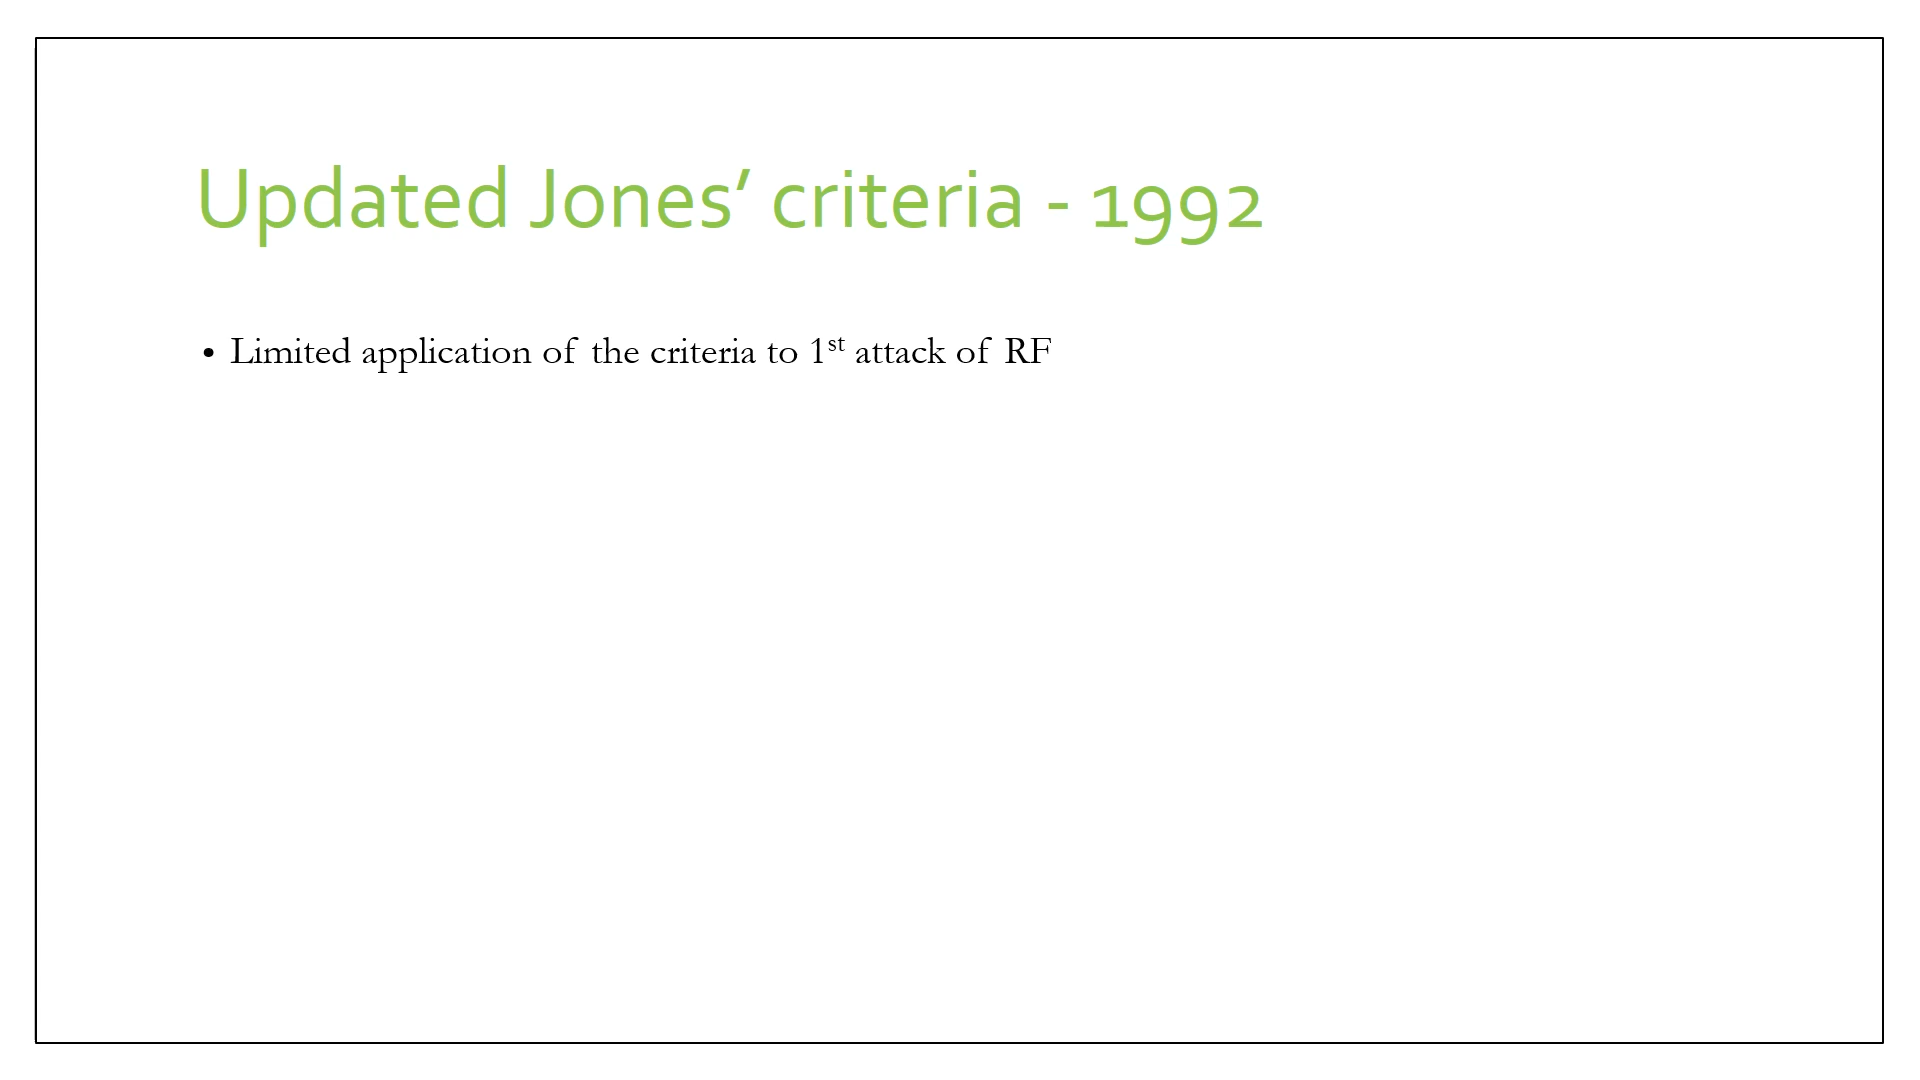 Updated Jones’ criteria - 1992
• Limited application of the criteria to 1st attack of RF